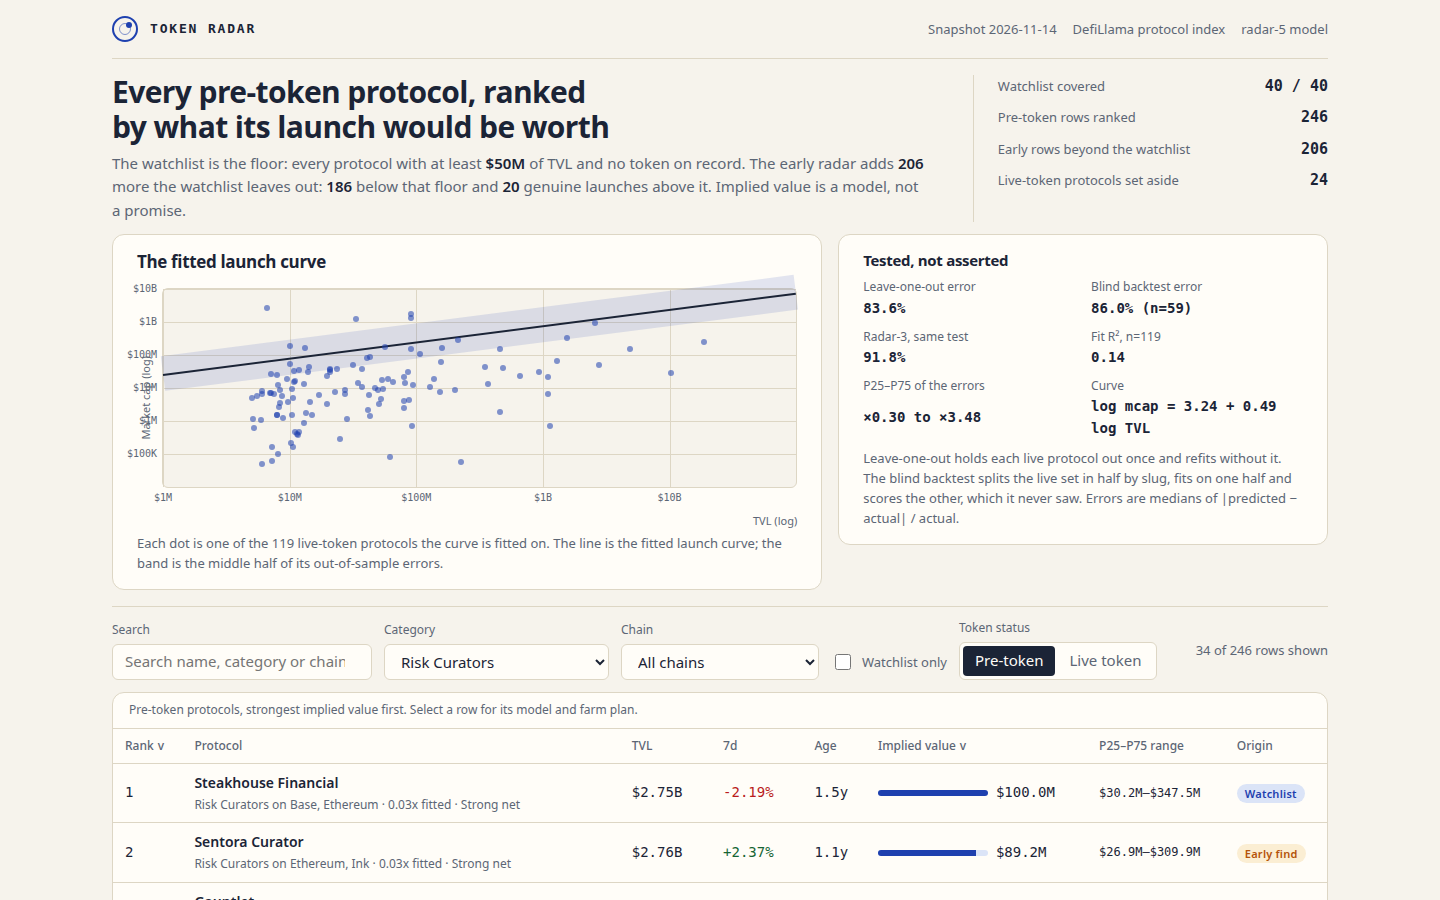 TOKEN RADAR
Snapshot 2026-11-14 DefiLlama protocol index radar-5 model
Every pre-token protocol, ranked
by what its launch would be worth
The watchlist is the floor: every protocol with at least $50M of TVL and no token on record. The early radar adds 206
more the watchlist leaves out: 186 below that floor and 20 genuine launches above it. Implied value is a model, not
a promise.
Watchlist covered 40 / 40
Pre-token rows ranked 246
Early rows beyond the watchlist 206
Live-token protocols set aside 24
The fitted launch curve
$10B
$1B
$100M
$10M
$1M
$100K
Market cap (log)
$1M $10M $100M $1B $10B
TVL (log)
Each dot is one of the 119 live-token protocols the curve is fitted on. The line is the fitted launch curve; the
band is the middle half of its out-of-sample errors.
Tested, not asserted
Leave-one-out error Blind backtest error
83.6% 86.0% (n=59)
Radar-3, same test Fit R², n=119
91.8% 0.14
P25–P75 of the errors Curve
×0.30 to ×3.48 log mcap = 3.24 + 0.49
log TVL
Leave-one-out holds each live protocol out once and refits without it.
The blind backtest splits the live set in half by slug, fits on one half and
scores the other, which it never saw. Errors are medians of |predicted −
actual| / actual.
Search Category Chain Token status
Search name, category or chain Risk Curators All chains Watchlist only Pre-token Live token 34 of 246 rows shown
Pre-token protocols, strongest implied value first. Select a row for its model and farm plan.
Rank v Protocol TVL 7d Age Implied value v P25–P75 range Origin
1 Steakhouse Financial $2.75B -2.19% 1.5y $100.0M $30.2M–$347.5M Watchlist
Risk Curators on Base, Ethereum · 0.03x fitted · Strong net
2 Sentora Curator $2.76B +2.37% 1.1y $89.2M $26.9M–$309.9M Early find
Risk Curators on Ethereum, Ink · 0.03x fitted · Strong net